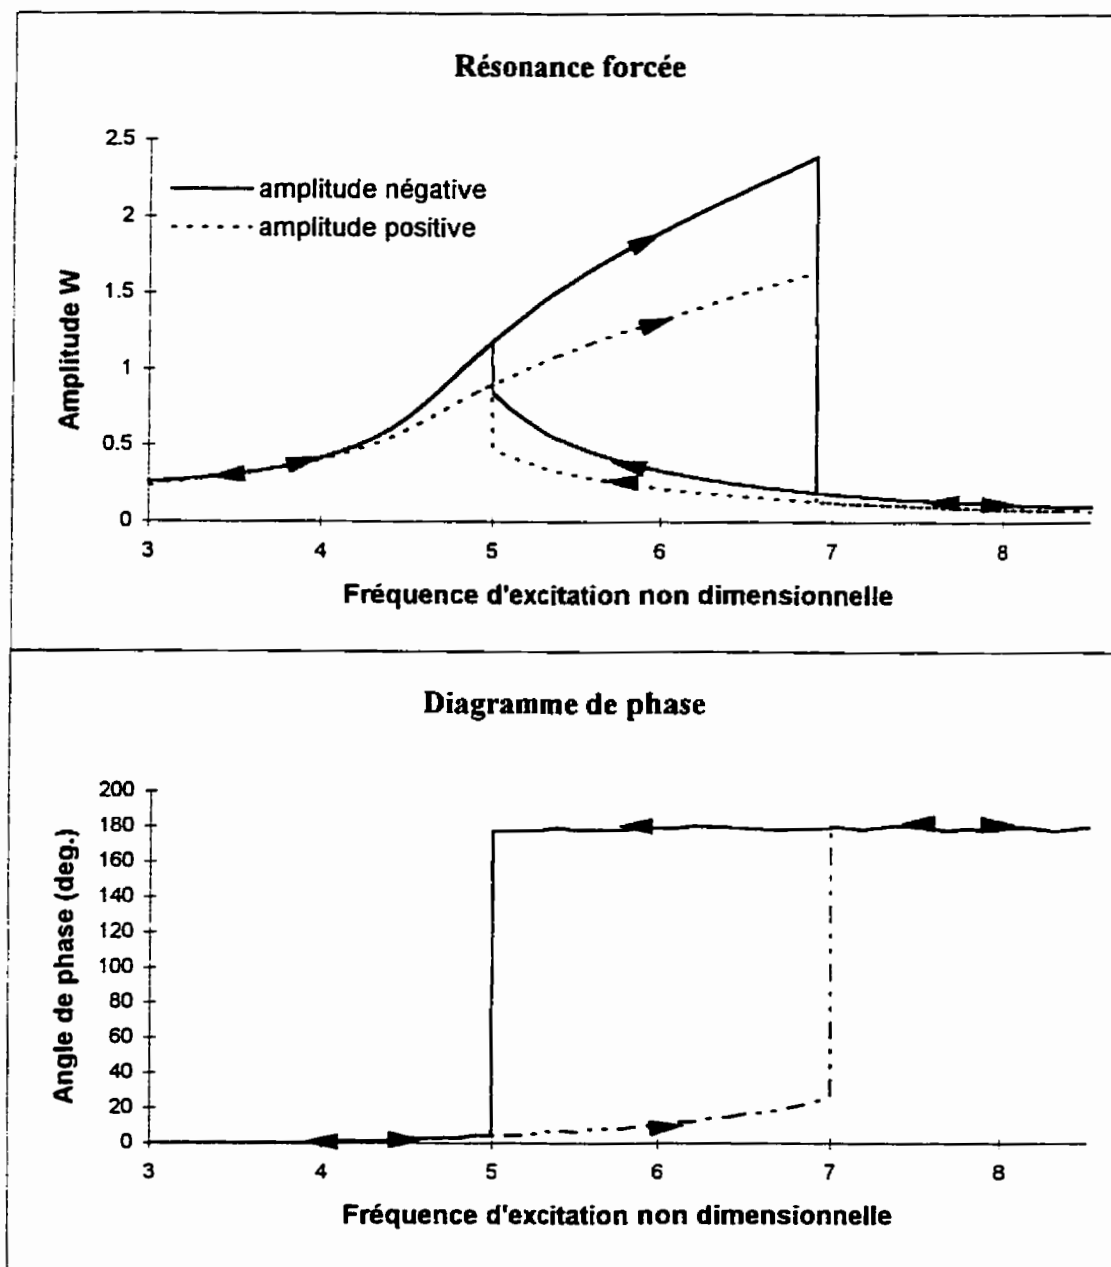 Résonance forcée
2.5
amplitude négative
2
amplitude positive
1.5
Amplitude W
1
0.5
0
3 4 5 6 7 8
Fréquence d'excitation non dimensionnelle
Diagramme de phase
200
180
160
140
120
100
80
60
40
20
0
Angle de phase (deg.)
3 4 5 6 7 8
Fréquence d'excitation non dimensionnelle